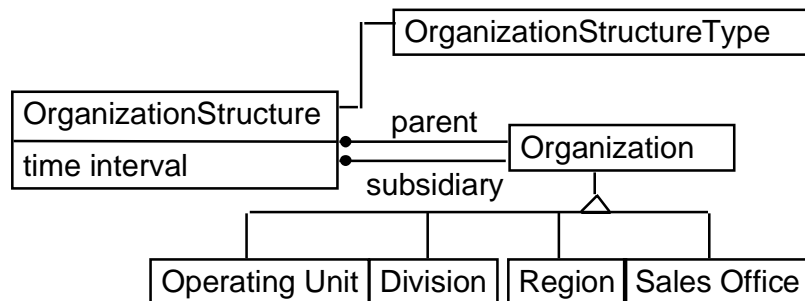 OrganizationStructureType
OrganizationStructure
parent
Organization
time interval
subsidiary
Operating Unit
Division
Region
Sales Office